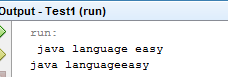 Output - Test1 (run)
run:
java language easy
java languageeasy